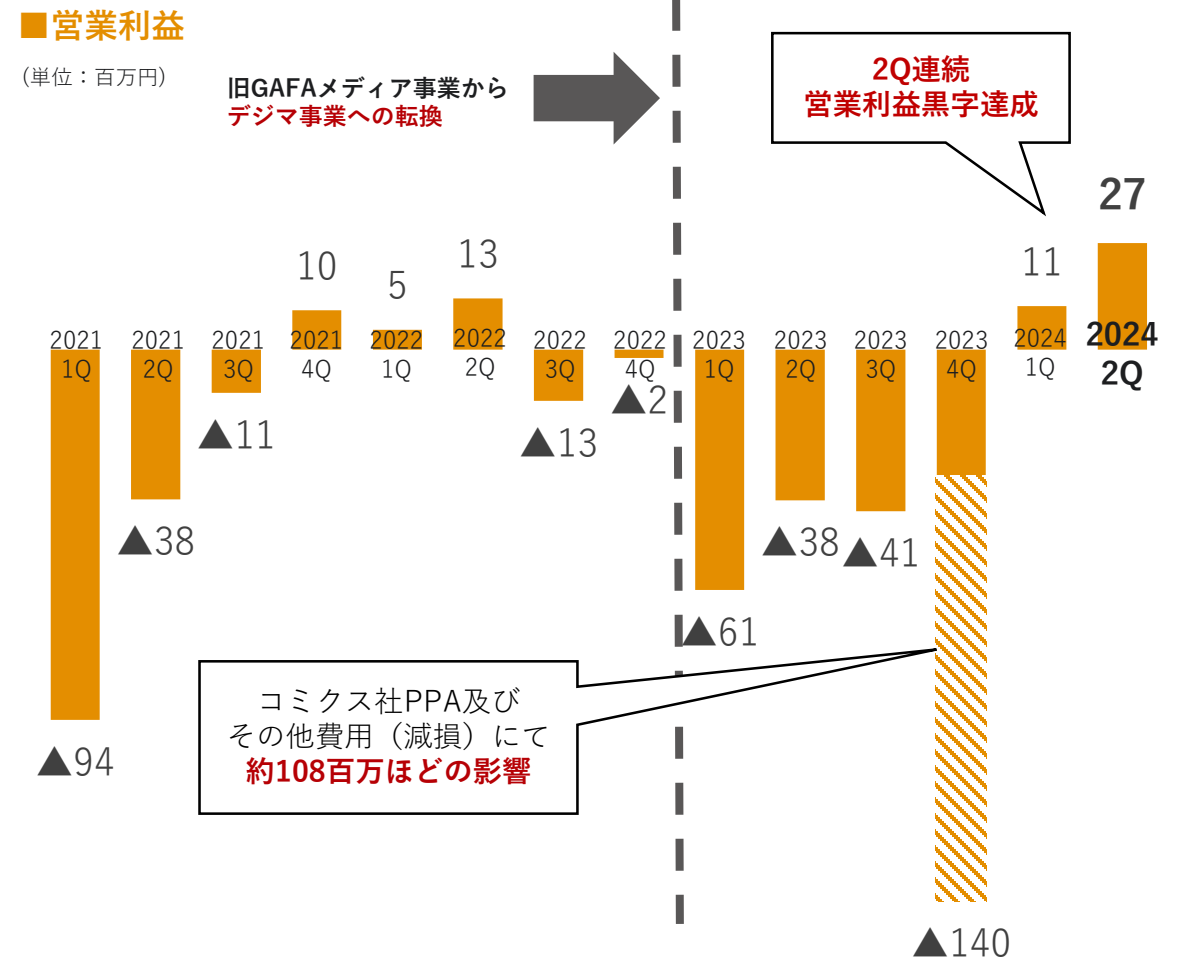 ■営業利益
(単位：百万円)
旧GAFAメディア事業から
デジマ事業への転換
2Q連続
営業利益黒字達成
27
11
10
5
13
2021
1Q
2021
2Q
2021
3Q
2021
4Q
2022
1Q
2022
2Q
2022
3Q
2022
4Q
2023
1Q
2023
2Q
2023
3Q
2023
4Q
2024
1Q
2024
2Q
▲94
▲38
▲11
▲13
▲2
▲61
▲38
▲41
▲140
コミクス社PPA及び
その他費用（減損）にて
約108百万ほどの影響